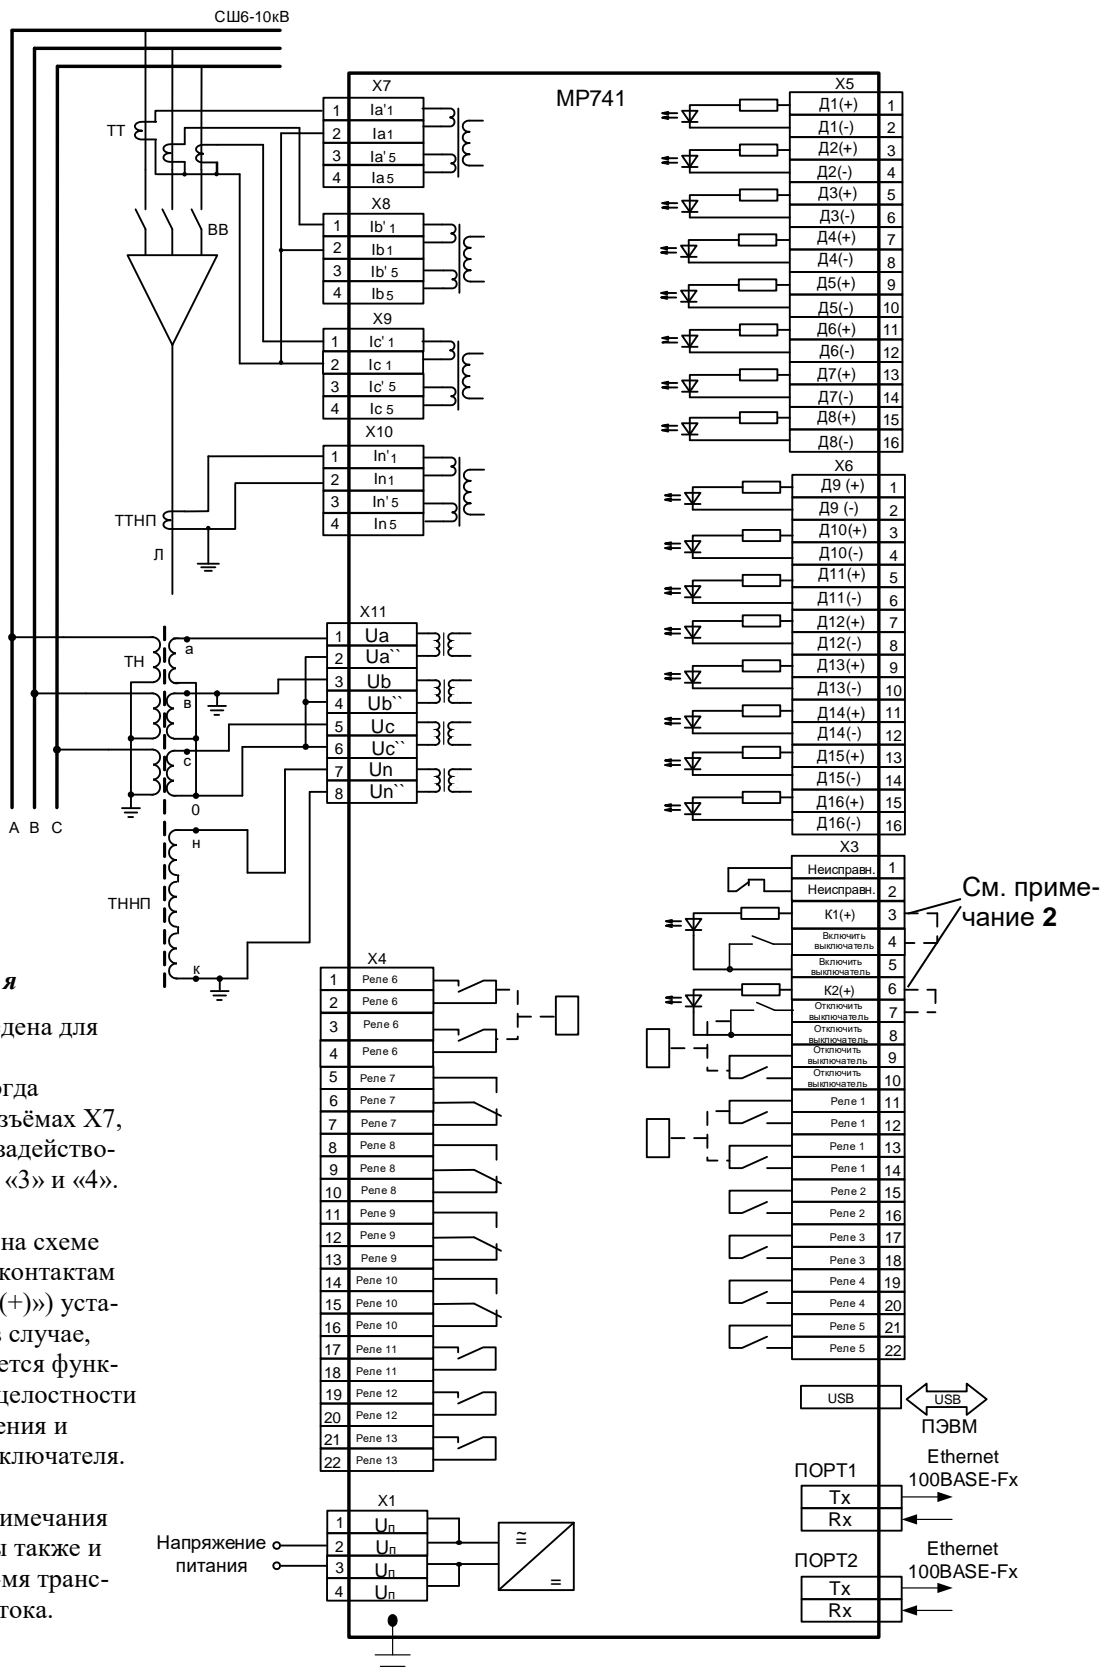 СШ6-10кВ
МР741
ТТ
ВВ
X7
1 Ia'1
2 Ia1
3 Ia'5
4 Ia5
X8
1 Ib'1
2 Ib1
3 Ib'5
4 Ib5
X9
1 Ic'1
2 Ic1
3 Ic'5
4 Ic5
X10
1 In'1
2 In1
3 In'5
4 In5
ТТНП
Л
X11
1 Ua
2 Ua``
3 Ub
4 Ub``
5 Uc
6 Uc``
7 Un
8 Un``
ТН
а
в
с
0
н
к
ТННП
А В С
X5
Д1(+) 1
Д1(-) 2
Д2(+) 3
Д2(-) 4
Д3(+) 5
Д3(-) 6
Д4(+) 7
Д4(-) 8
Д5(+) 9
Д5(-) 10
Д6(+) 11
Д6(-) 12
Д7(+) 13
Д7(-) 14
Д8(+) 15
Д8(-) 16
X6
Д9 (+) 1
Д9 (-) 2
Д10(+) 3
Д10(-) 4
Д11(+) 5
Д11(-) 6
Д12(+) 7
Д12(-) 8
Д13(+) 9
Д13(-) 10
Д14(+) 11
Д14(-) 12
Д15(+) 13
Д15(-) 14
Д16(+) 15
Д16(-) 16
X3
Неисправн. 1
Неисправн. 2
К1(+) 3
Включить выключатель 4
Включить выключатель 5
К2(+) 6
Отключить выключатель 7
Отключить выключатель 8
Отключить выключатель 9
Отключить выключатель 10
Реле 1 11
Реле 1 12
Реле 1 13
Реле 1 14
Реле 2 15
Реле 2 16
Реле 3 17
Реле 3 18
Реле 4 19
Реле 4 20
Реле 5 21
Реле 5 22
См. приме-
чание 2
X4
1 Реле 6
2 Реле 6
3 Реле 6
4 Реле 6
5 Реле 7
6 Реле 7
7 Реле 7
8 Реле 8
9 Реле 8
10 Реле 8
11 Реле 9
12 Реле 9
13 Реле 9
14 Реле 10
15 Реле 10
16 Реле 10
17 Реле 11
18 Реле 11
19 Реле 12
20 Реле 12
21 Реле 13
22 Реле 13
я
едена для
огда
зъёмах Х7,
задейство-
«3» и «4».
на схеме
контактам
(+)») уста-
в случае,
ется функ-
целостности
ения и
ключателя.
имечания
ы также и
мя транс-
тока.
X1
1 Uп
2 Uп
3 Uп
4 Uп
Напряжение
питания
≅
=
USB
USB
ПЭВМ
ПОРТ1
Tx
Rx
Ethernet
100BASE-Fx
ПОРТ2
Tx
Rx
Ethernet
100BASE-Fx